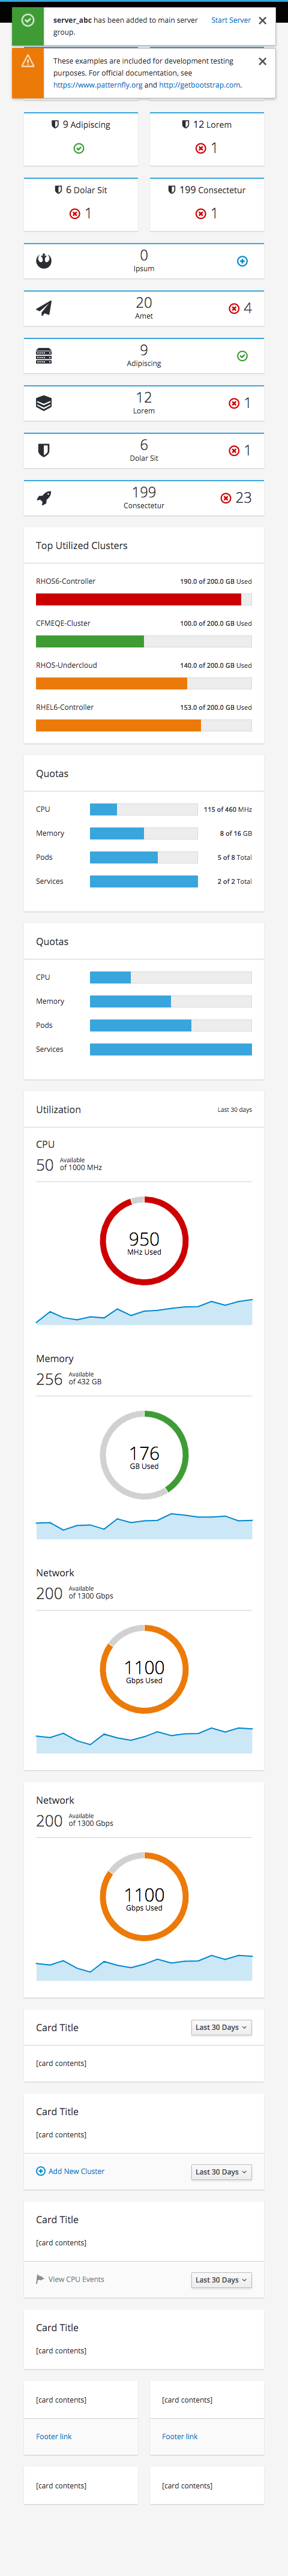 server_abc has been added to main server
group.
Start Server
These examples are included for development testing
purposes. For official documentation, see
https://www.patternfly.org and http://getbootstrap.com.
9 Adipiscing
12 Lorem
1
6 Dolar Sit
199 Consectetur
1
1
0
Ipsum
20
Amet
4
9
Adipiscing
12
Lorem
1
6
Dolar Sit
1
199
Consectetur
23
Top Utilized Clusters
RHOS6-Controller 190.0 of 200.0 GB Used
CFMEQE-Cluster 100.0 of 200.0 GB Used
RHOS-Undercloud 140.0 of 200.0 GB Used
RHEL6-Controller 153.0 of 200.0 GB Used
Quotas
CPU 115 of 460 MHz
Memory 8 of 16 GB
Pods 5 of 8 Total
Services 2 of 2 Total
Quotas
CPU
Memory
Pods
Services
Utilization Last 30 days
CPU
50 Available
of 1000 MHz
950
MHz Used
Memory
256 Available
of 432 GB
176
GB Used
Network
200 Available
of 1300 Gbps
1100
Gbps Used
Network
200 Available
of 1300 Gbps
1100
Gbps Used
Card Title Last 30 Days
[card contents]
Card Title
[card contents]
Add New Cluster Last 30 Days
Card Title
[card contents]
View CPU Events Last 30 Days
Card Title
[card contents]
[card contents] [card contents]
Footer link Footer link
[card contents] [card contents]